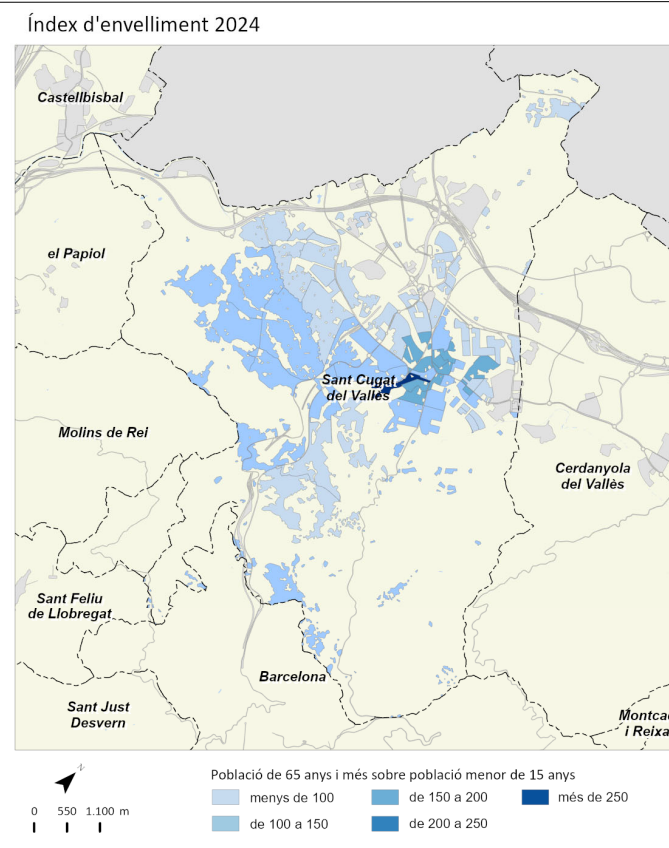 Índex d'envelliment 2024
Castellbisbal
el Papiol
Sant Cugat
del Vallès
Molins de Rei
Cerdanyola
del Vallès
Sant Feliu
de Llobregat
Barcelona
Sant Just
Desvern
Montca
i Reixa
N
0 550 1.100 m
Població de 65 anys i més sobre població menor de 15 anys
menys de 100
de 150 a 200
més de 250
de 100 a 150
de 200 a 250